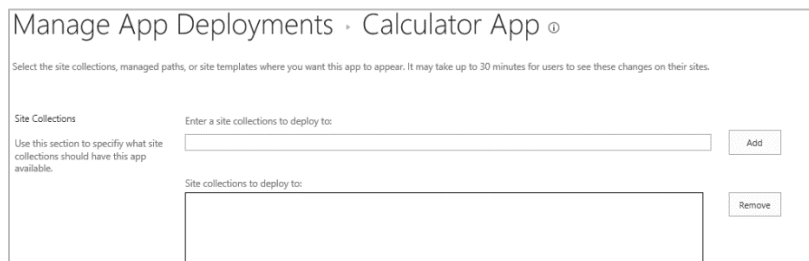 Manage App Deployments › Calculator App
Select the site collections, managed paths, or site templates where you want this app to appear. It may take up to 30 minutes for users to see these changes on their sites.
Site Collections
Use this section to specifiy what site
collections should have this app
available.
Enter a site collections to deploy to:
Add
Site collections to deploy to:
Remove